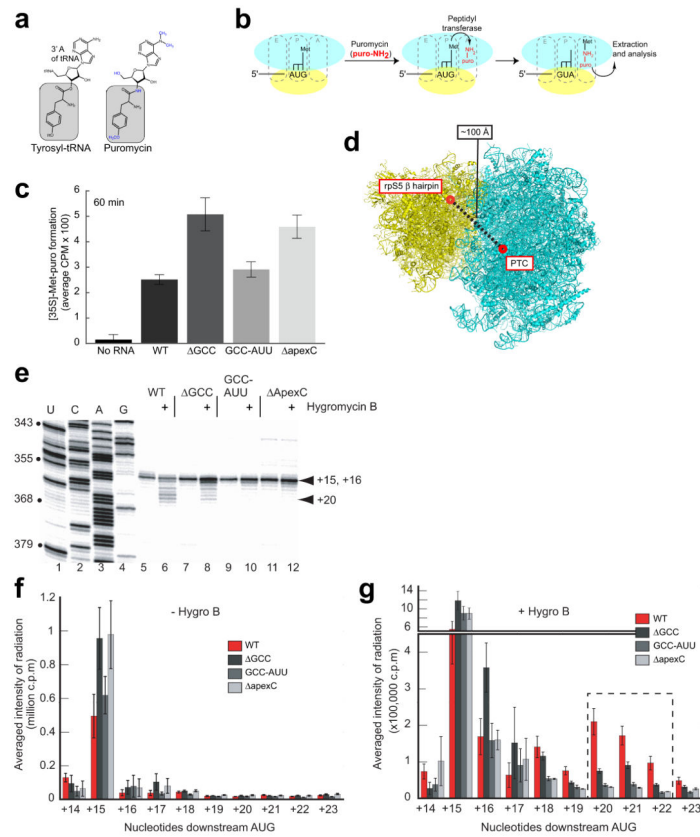 a
3' A
of tRNA
tRNA
Tyrosyl-tRNA
Puromycin
b
E P A
Met
5'
AUG
Puromycin
(puro-NH2)
Peptidyl
transferase
E P A
Met
NH
puro
5'
AUG
E P A
Met
NH
puro
5'
GUA
Extraction
and analysis
c
60 min
[35S]-Met-puro formation
(average CPM x 100)
6
5
4
3
2
1
0
No RNA WT ΔGCC GCC-AUU ΔapexC
d
~100 Å
rpS5 β hairpin
PTC
e
WT ΔGCC GCC-AUU ΔApexC
+ + + + Hygromycin B
U C A G
343
355
368
379
+15, +16
+20
1 2 3 4 5 6 7 8 9 10 11 12
f
- Hygro B
Averaged intensity of radiation
(million c.p.m)
1.2
1
0.8
0.6
0.4
0.2
0
WT
ΔGCC
GCC-AUU
ΔapexC
+14 +15 +16 +17 +18 +19 +20 +21 +22 +23
Nucleotides downstream AUG
g
+ Hygro B
Averaged intensity of radiation
(x100,000 c.p.m)
14
12
10
8
6
4
3
2
1
0
WT
ΔGCC
GCC-AUU
ΔapexC
+14 +15 +16 +17 +18 +19 +20 +21 +22 +23
Nucleotides downstream AUG